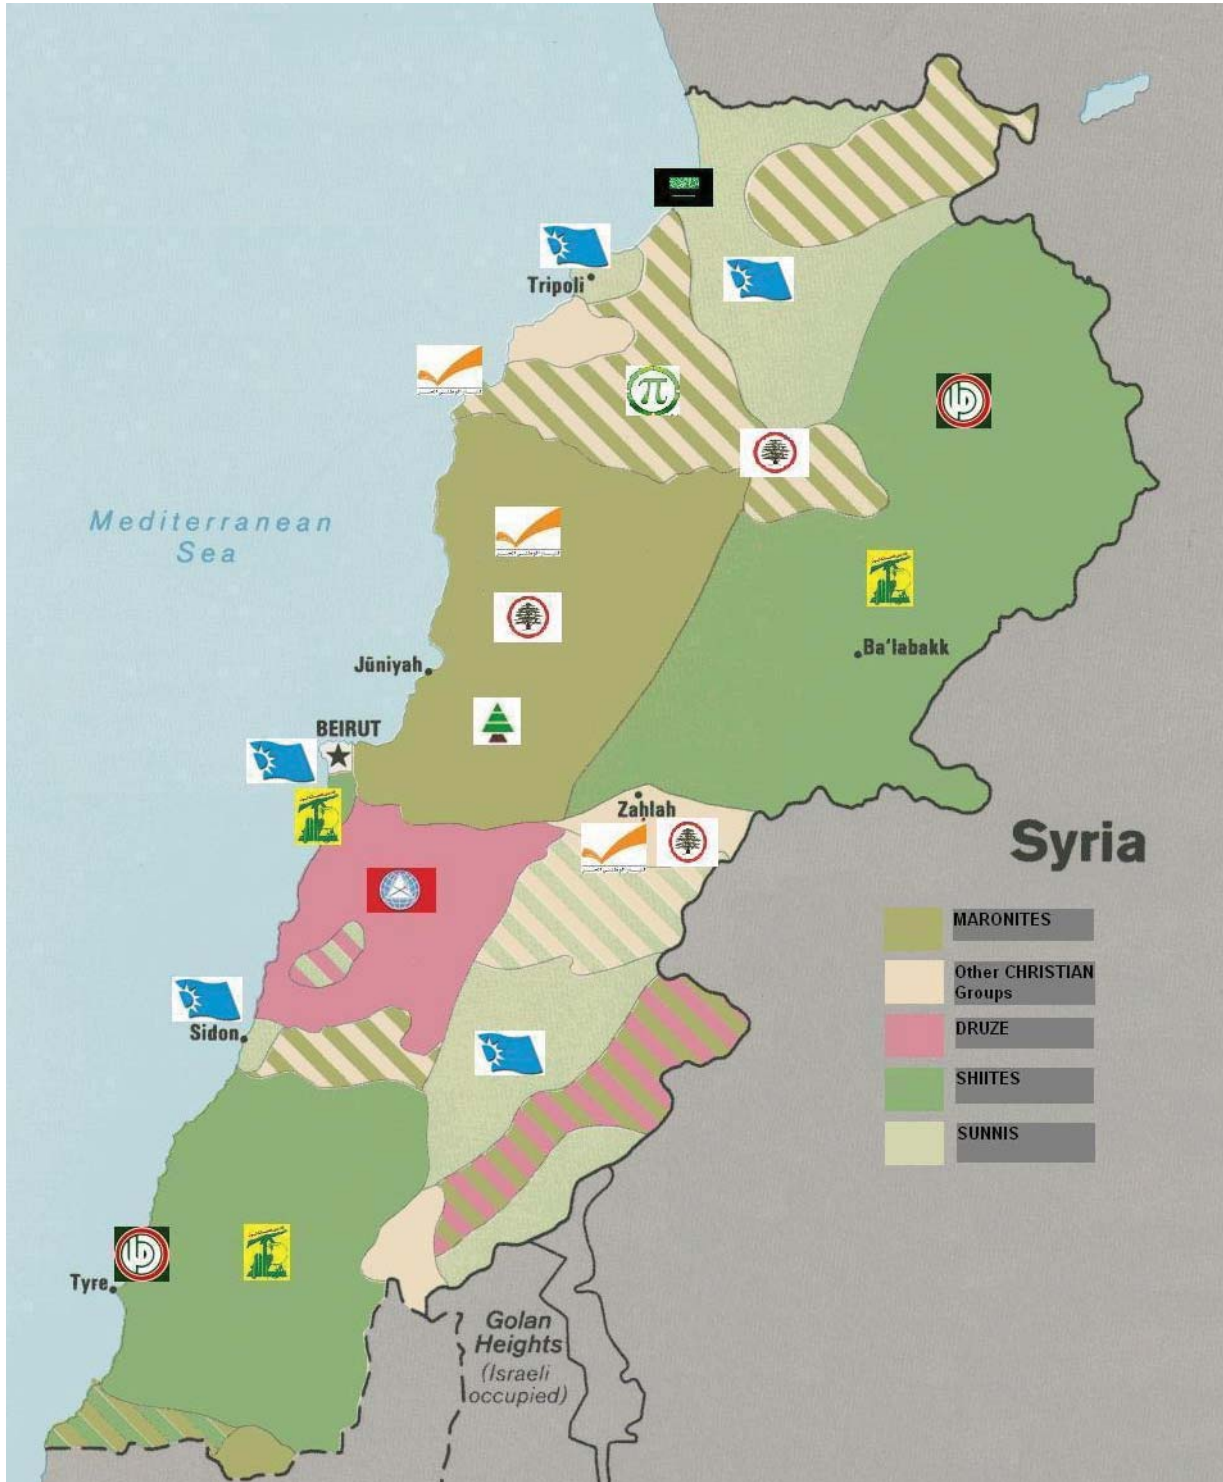 Tripoli
Mediterranean
Sea
Jūniyah
Ba'labakk
BEIRUT
Zaḥlah
Syria
MARONITES
Other CHRISTIAN
Groups
DRUZE
SHIITES
SUNNIS
Sidon
Tyre
Golan
Heights
(Israeli
occupied)
π